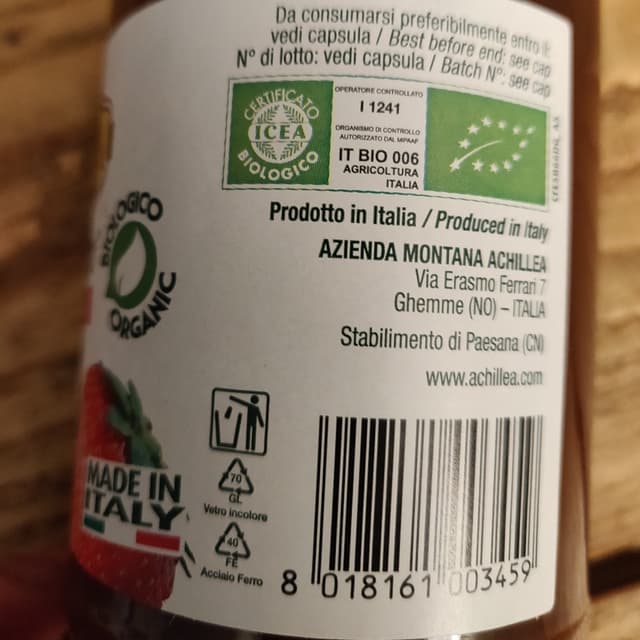 Da consumarsi preferibilmente entro il:
vedi capsula / Best before end: see cap
N° di lotto: vedi capsula / Batch N°: see cap
CERTIFICATO
ICEA
BIOLOGICO
OPERATORE CONTROLLATO
I 1241
ORGANISMO DI CONTROLLO
AUTORIZZATO DAL MIPAAF
IT BIO 006
AGRICOLTURA
ITALIA
Prodotto in Italia / Produced in Italy
AZIENDA MONTANA ACHILLEA
Via Erasmo Ferrari 7
Ghemme (NO) – ITALIA
Stabilimento di Paesana (CN)
www.achillea.com
BIOLOGICO
ORGANIC
MADE IN
ITALY
70
GL
Vetro incolore
40
FE
Acciaio Ferro
8 018161 003459